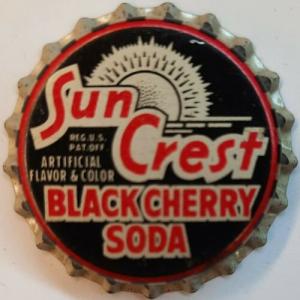 Sun
Crest
REG. U.S.
PAT. OFF.
ARTIFICIAL
FLAVOR & COLOR
BLACK CHERRY
SODA